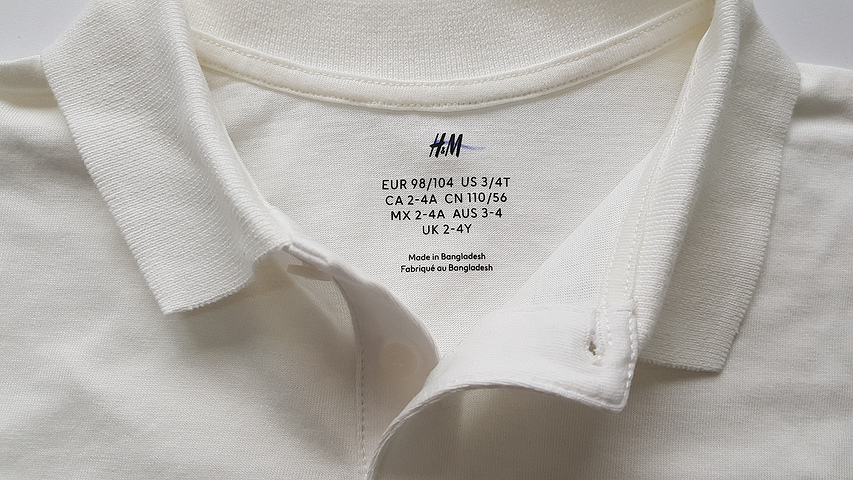 H&M
EUR 98/104 US 3/4T
CA 2-4A CN 110/56
MX 2-4A AUS 3-4
UK 2-4Y
Made in Bangladesh
Fabriqué au Bangladesh